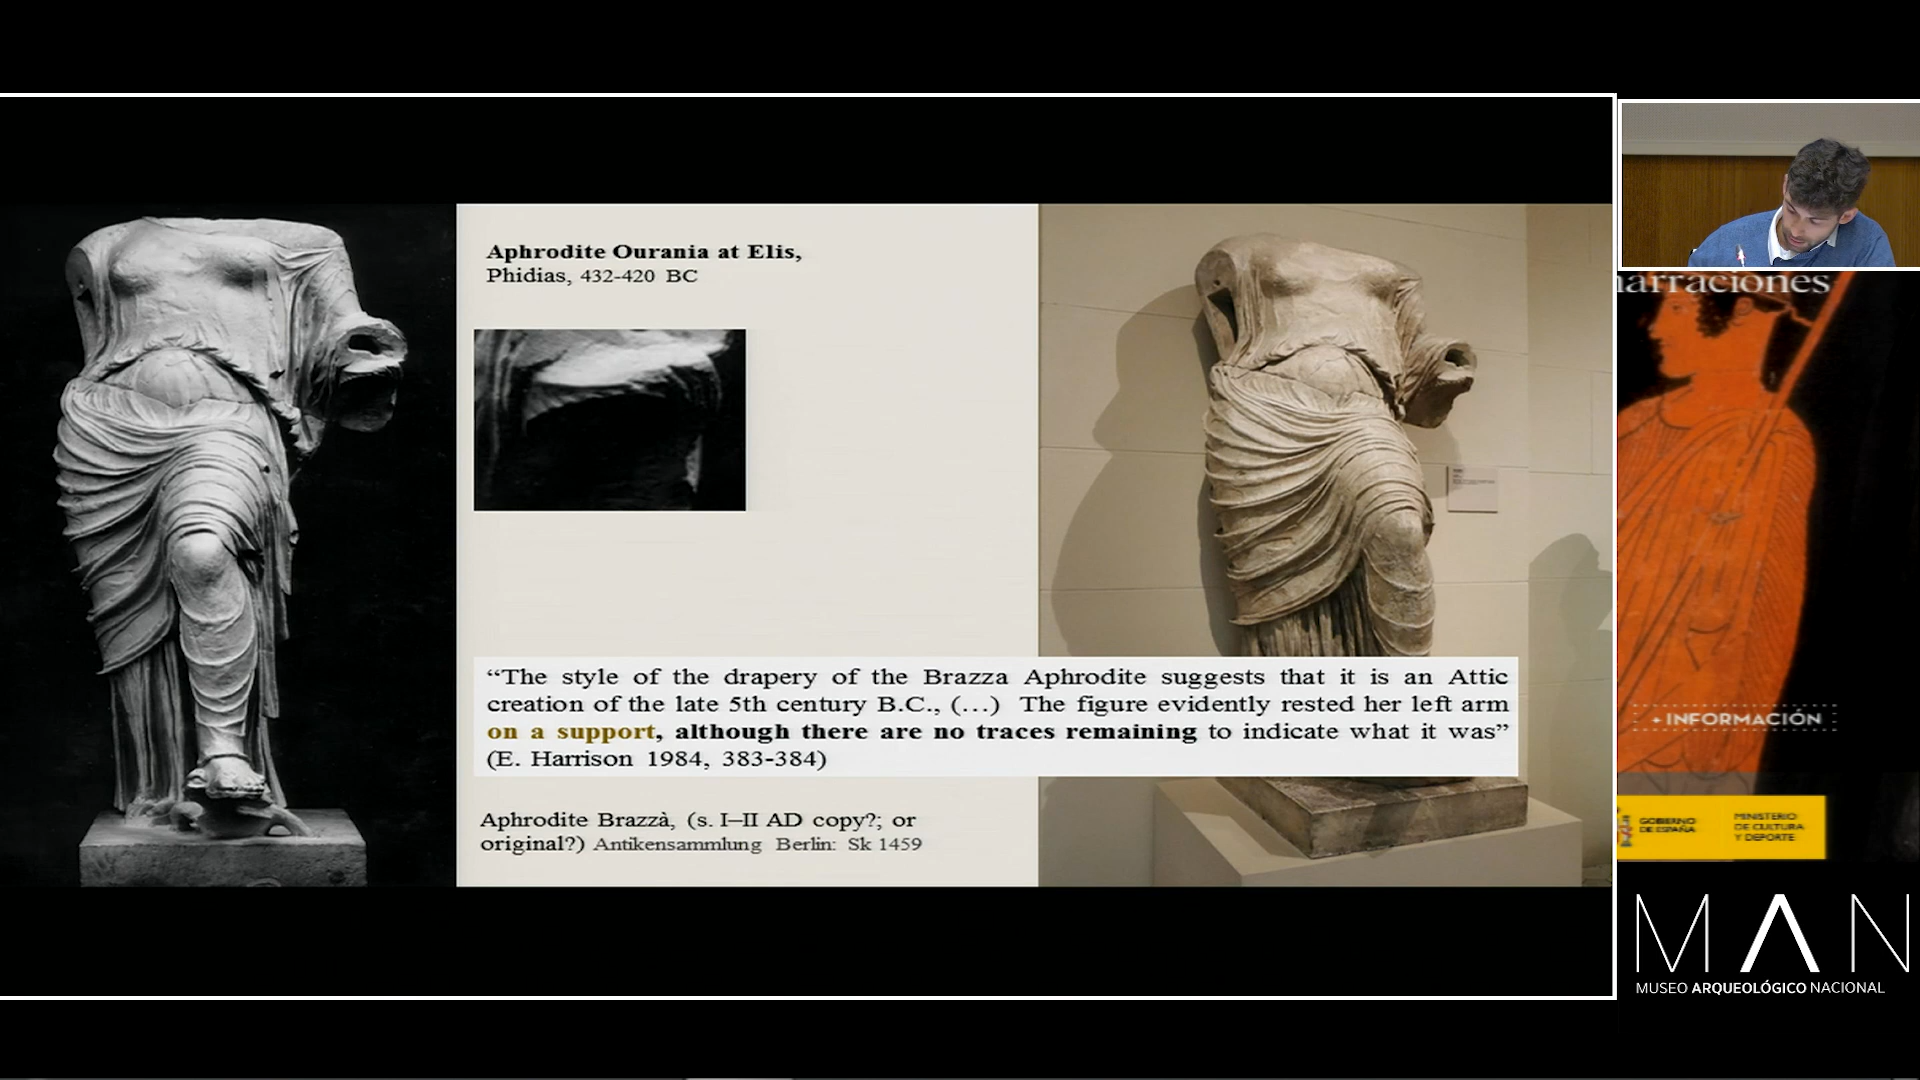 Aphrodite Ourania at Elis,
Phidias, 432-420 BC
“The style of the drapery of the Brazza Aphrodite suggests that it is an Attic
creation of the late 5th century B.C., (…) The figure evidently rested her left arm
on a support, although there are no traces remaining to indicate what it was”
(E. Harrison 1984, 383-384)
Aphrodite Brazzà, (s. I–II AD copy?; or
original?) Antikensammlung Berlin: Sk 1459
narraciones
+ INFORMACIÓN
GOBIERNO
DE ESPAÑA
MINISTERIO
DE CULTURA
Y DEPORTE
MAN
MUSEO ARQUEOLÓGICO NACIONAL